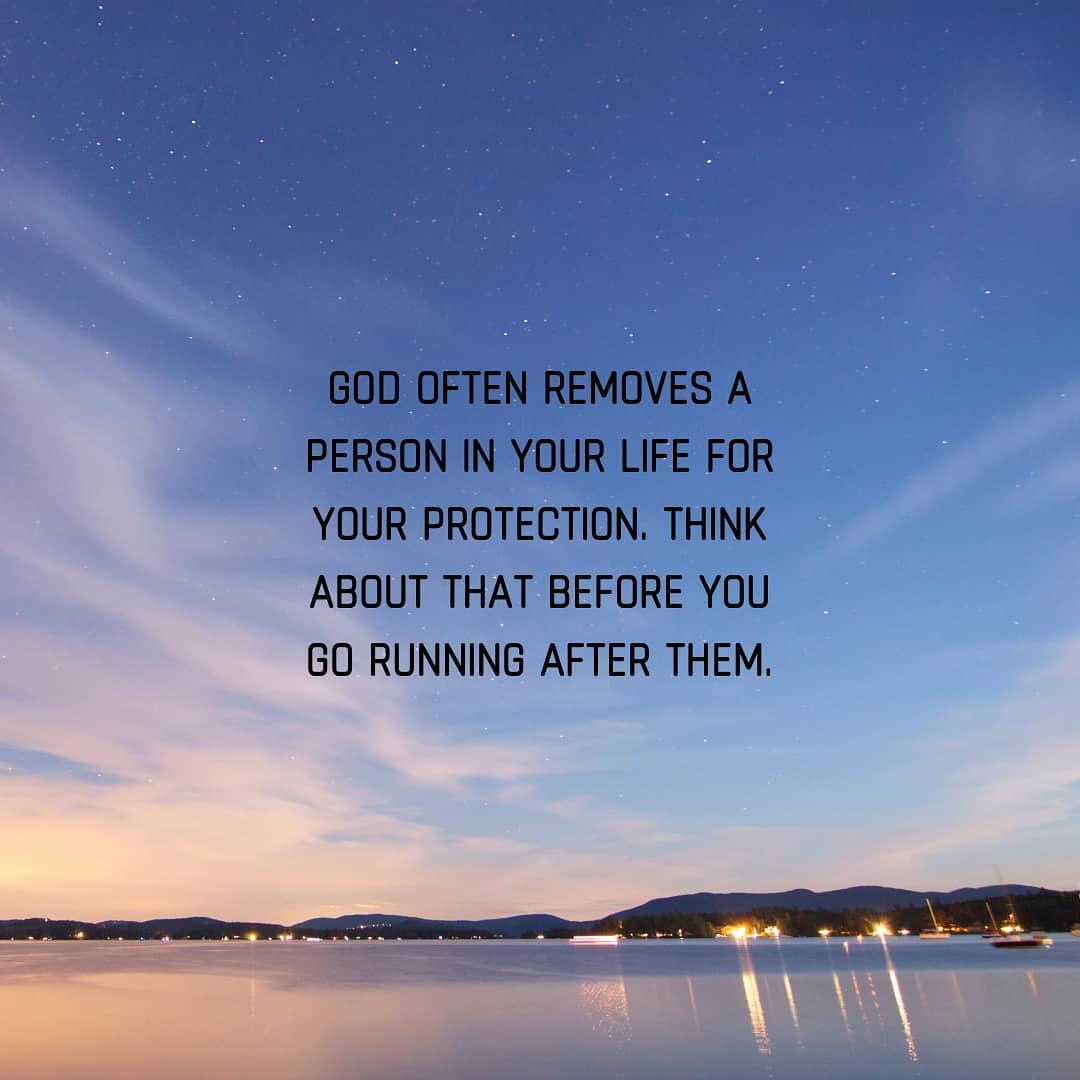 GOD OFTEN REMOVES A
PERSON IN YOUR LIFE FOR
YOUR PROTECTION. THINK
ABOUT THAT BEFORE YOU
GO RUNNING AFTER THEM.